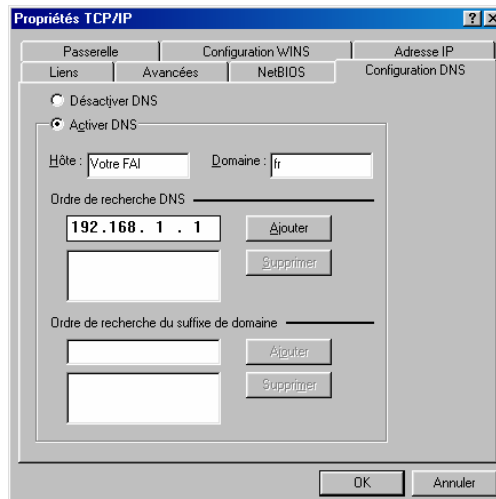 Propriétés TCP/IP
Passerelle Configuration WINS Adresse IP
Liens Avancées NetBIOS Configuration DNS
Désactiver DNS
Activer DNS
Hôte : Votre FAI Domaine : fr
Ordre de recherche DNS
192.168. 1 . 1 Ajouter
Supprimer
Ordre de recherche du suffixe de domaine
Ajouter
Supprimer
OK Annuler